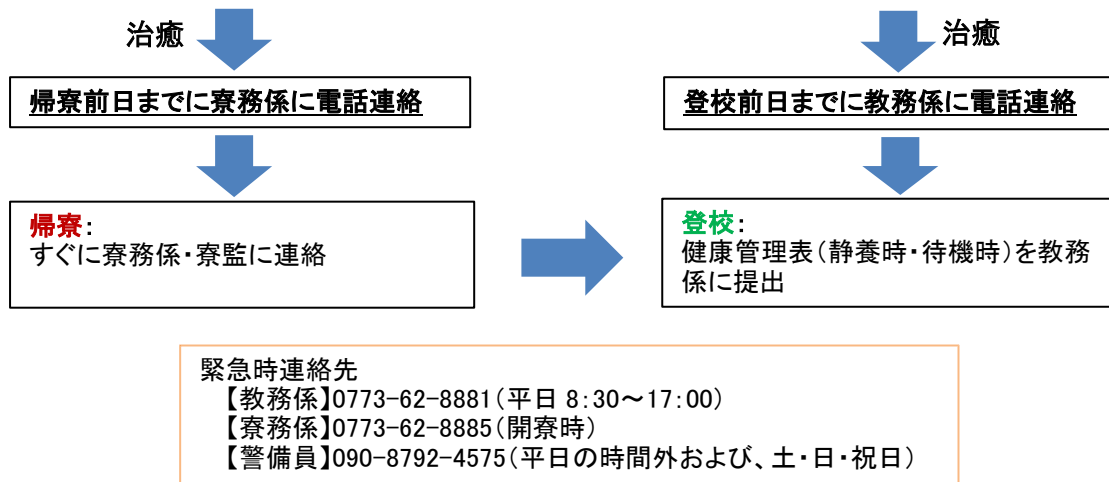 治癒
治癒
帰寮前日までに寮務係に電話連絡
登校前日までに教務係に電話連絡
帰寮：
すぐに寮務係・寮監に連絡
登校：
健康管理表（静養時・待機時）を教務
係に提出
緊急時連絡先
【教務係】0773-62-8881（平日 8：30～17：00）
【寮務係】0773-62-8885（開寮時）
【警備員】090-8792-4575（平日の時間外および、土・日・祝日）